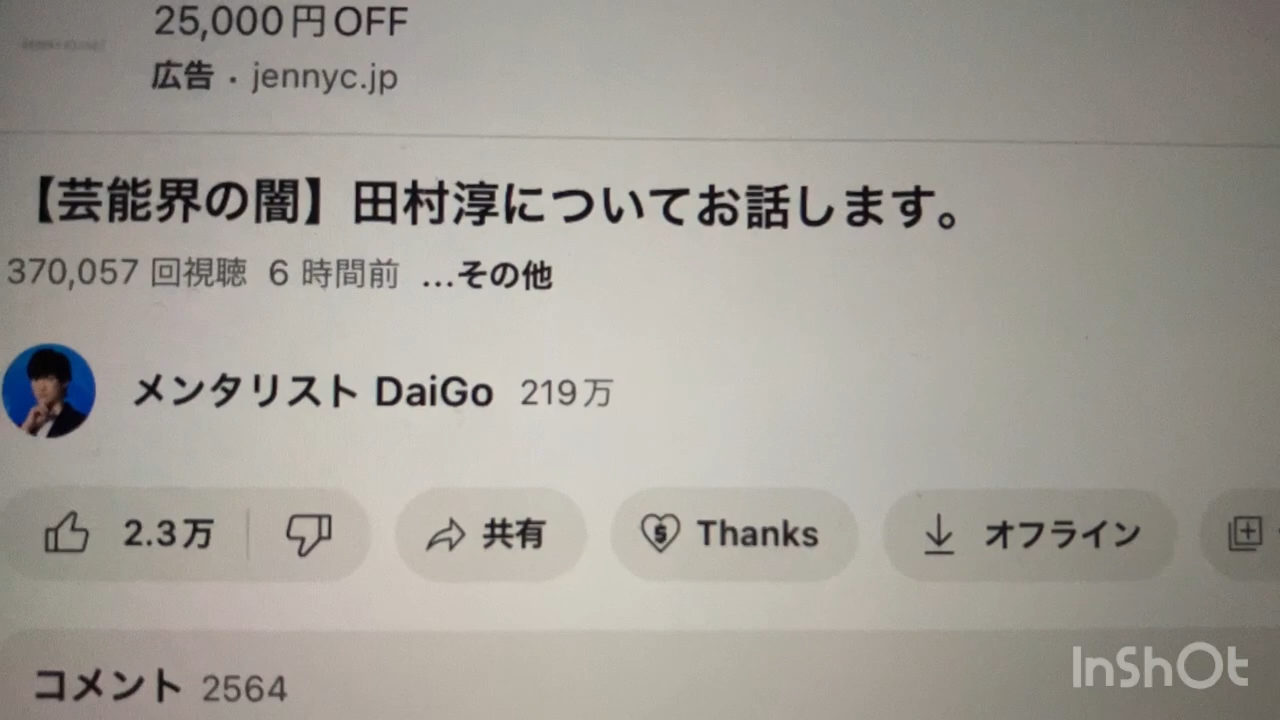 25,000円OFF
広告・jennyc.jp
【芸能界の闇】田村淳についてお話します。
370,057 回視聴 6 時間前 ...その他
メンタリスト DaiGo 219万
2.3万 共有 Thanks オフライン
コメント 2564
InShOt